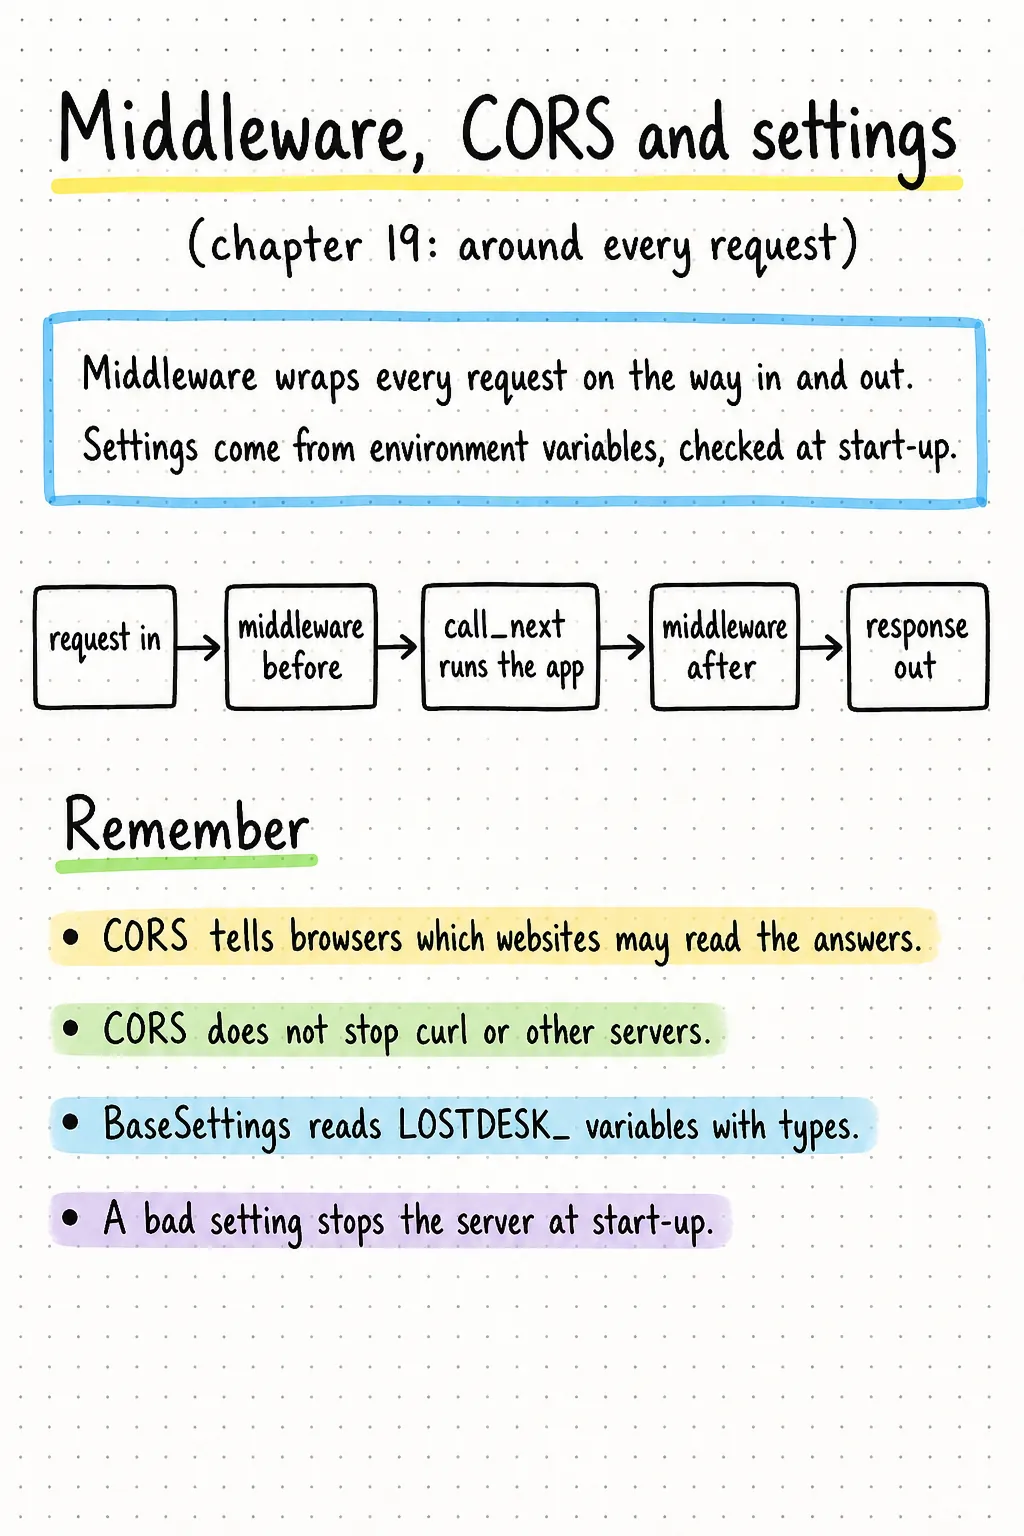 Middleware, CORS and settings
(chapter 19: around every request)
Middleware wraps every request on the way in and out.
Settings come from environment variables, checked at start-up.
request in
middleware
before
call_next
runs the app
middleware
after
response
out
Remember
• CORS tells browsers which websites may read the answers.
• CORS does not stop curl or other servers.
• BaseSettings reads LOSTDESK_ variables with types.
• A bad setting stops the server at start-up.